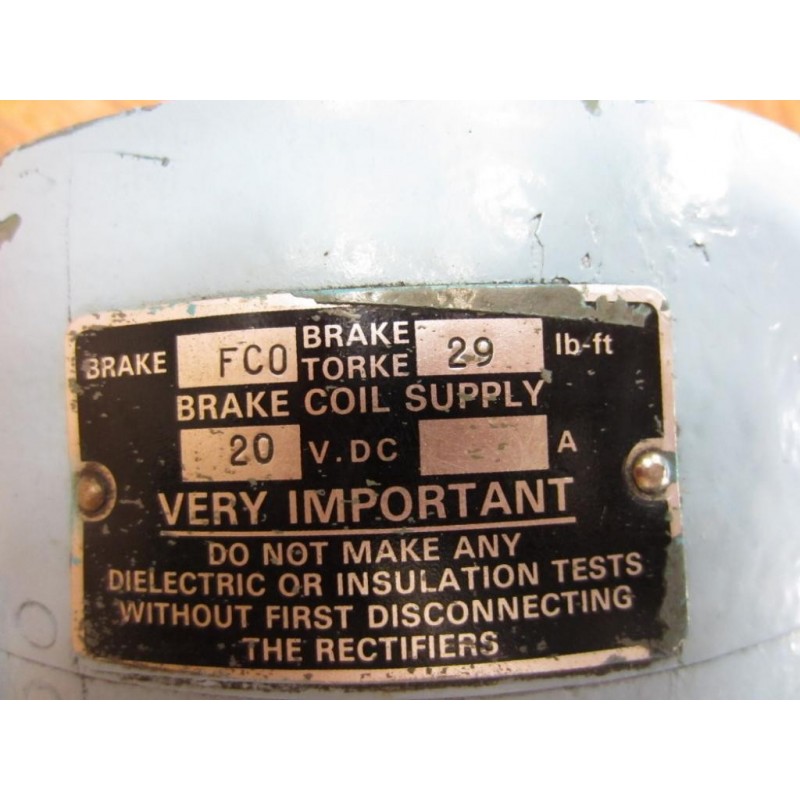 BRAKE FCO BRAKE TORKE 29 lb-ft
BRAKE COIL SUPPLY
20 V.DC A
VERY IMPORTANT
DO NOT MAKE ANY
DIELECTRIC OR INSULATION TESTS
WITHOUT FIRST DISCONNECTING
THE RECTIFIERS